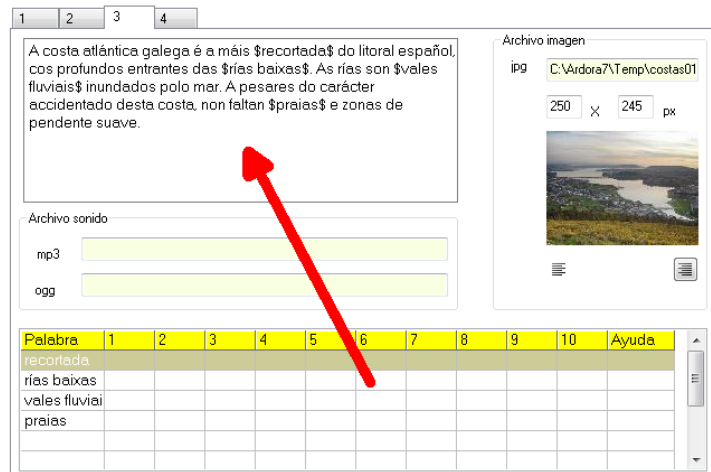 1 2 3 4
A costa atlántica galega é a máis $recortada$ do litoral español,
cos profundos entrantes das $rías baixas$. As rías son $vales
fluviais$ inundados polo mar. A pesares do carácter
accidentado desta costa, non faltan $praias$ e zonas de
pendente suave.
Archivo imagen
jpg C:\Ardora7\Temp\costas01
250 X 245 px
Archivo sonido
mp3
ogg
Palabra 1 2 3 4 5 6 7 8 9 10 Ayuda
recortada
rías baixas
vales fluviai
praias